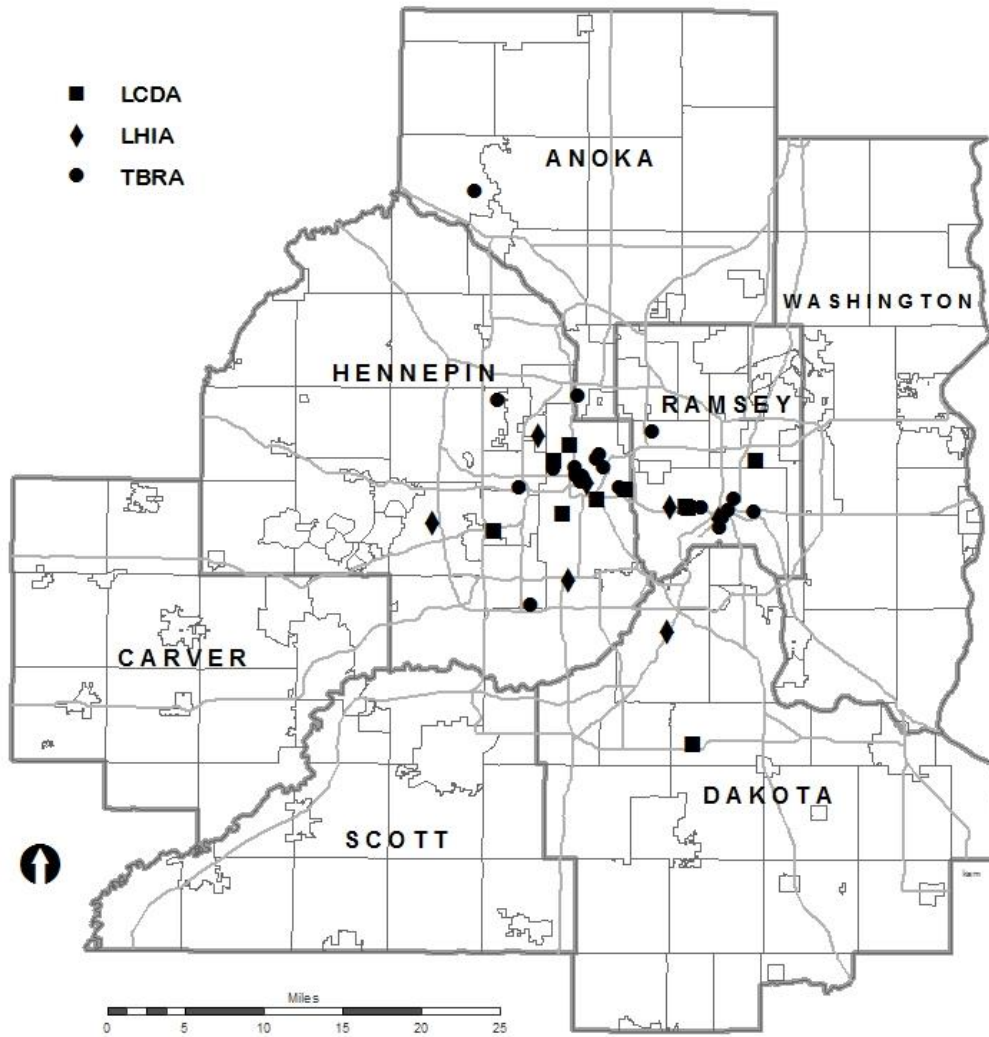 LCDA
LHIA
TBRA
ANOKA
WASHINGTON
HENNEPIN
RAMSEY
CARVER
DAKOTA
SCOTT
Miles
0 5 10 15 20 25